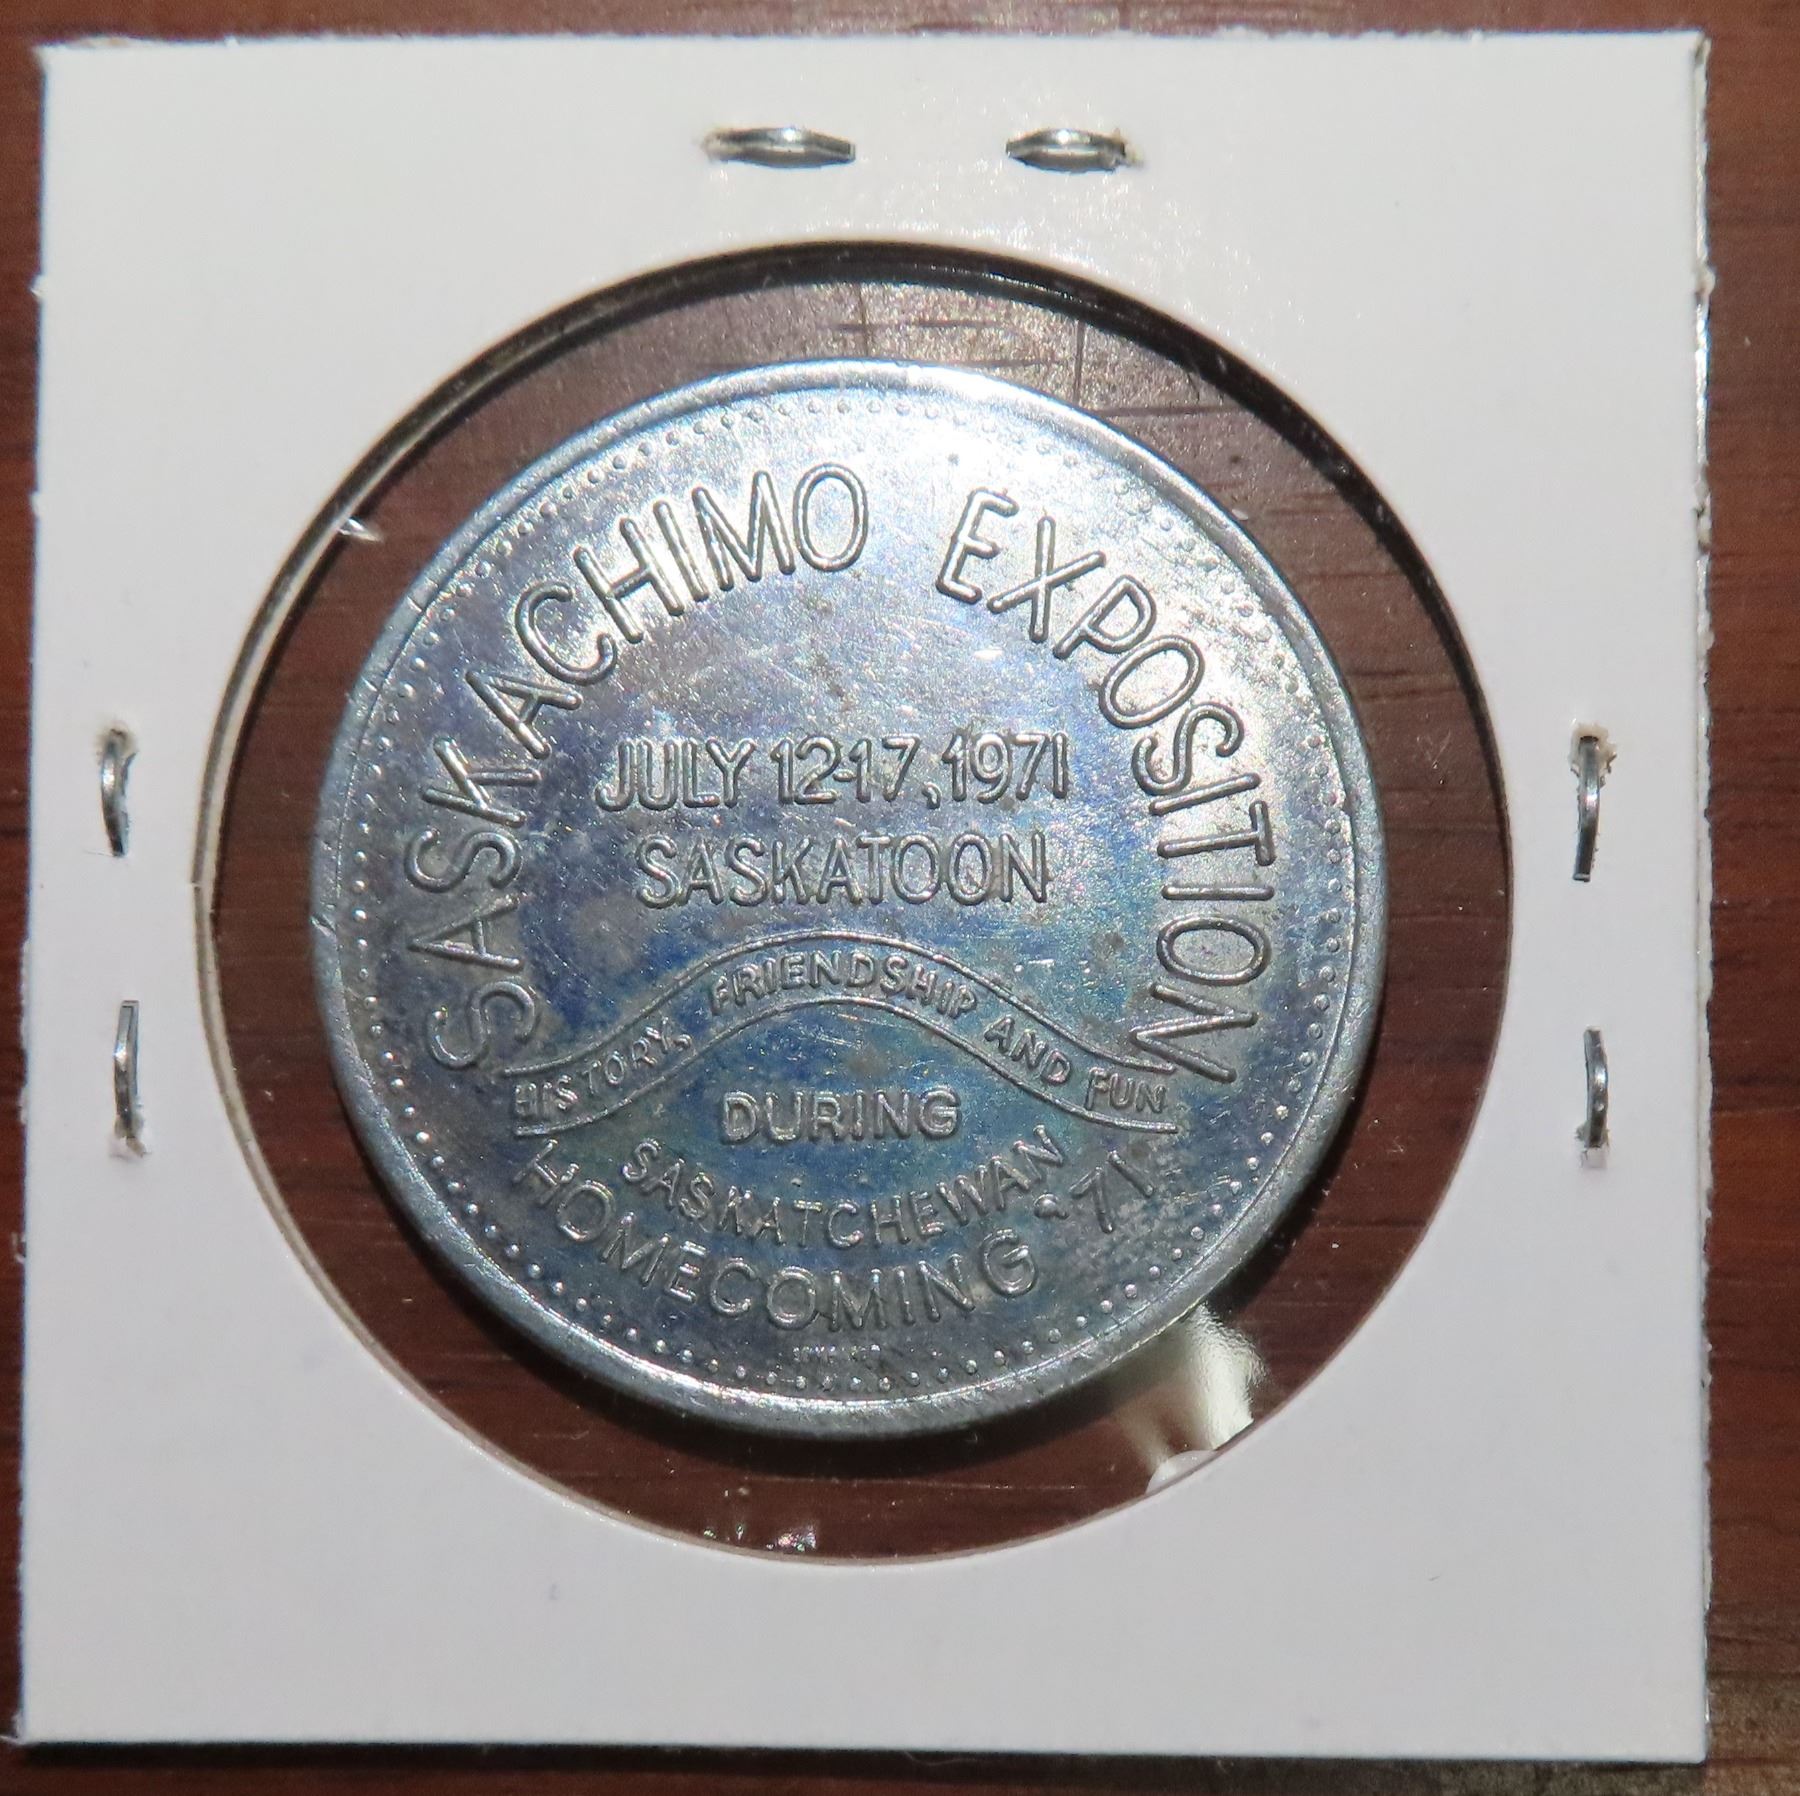 SASKACHIMO EXPOSITION
JULY 12-17, 1971
SASKATOON
HISTORY, FRIENDSHIP AND FUN
DURING
SASKATCHEWAN
HOMECOMING '71